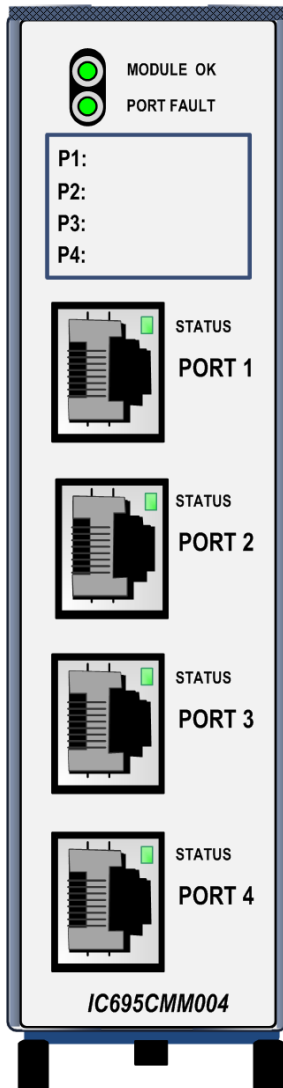 MODULE OK
PORT FAULT
P1:
P2:
P3:
P4:
STATUS
PORT 1
STATUS
PORT 2
STATUS
PORT 3
STATUS
PORT 4
IC695CMM004